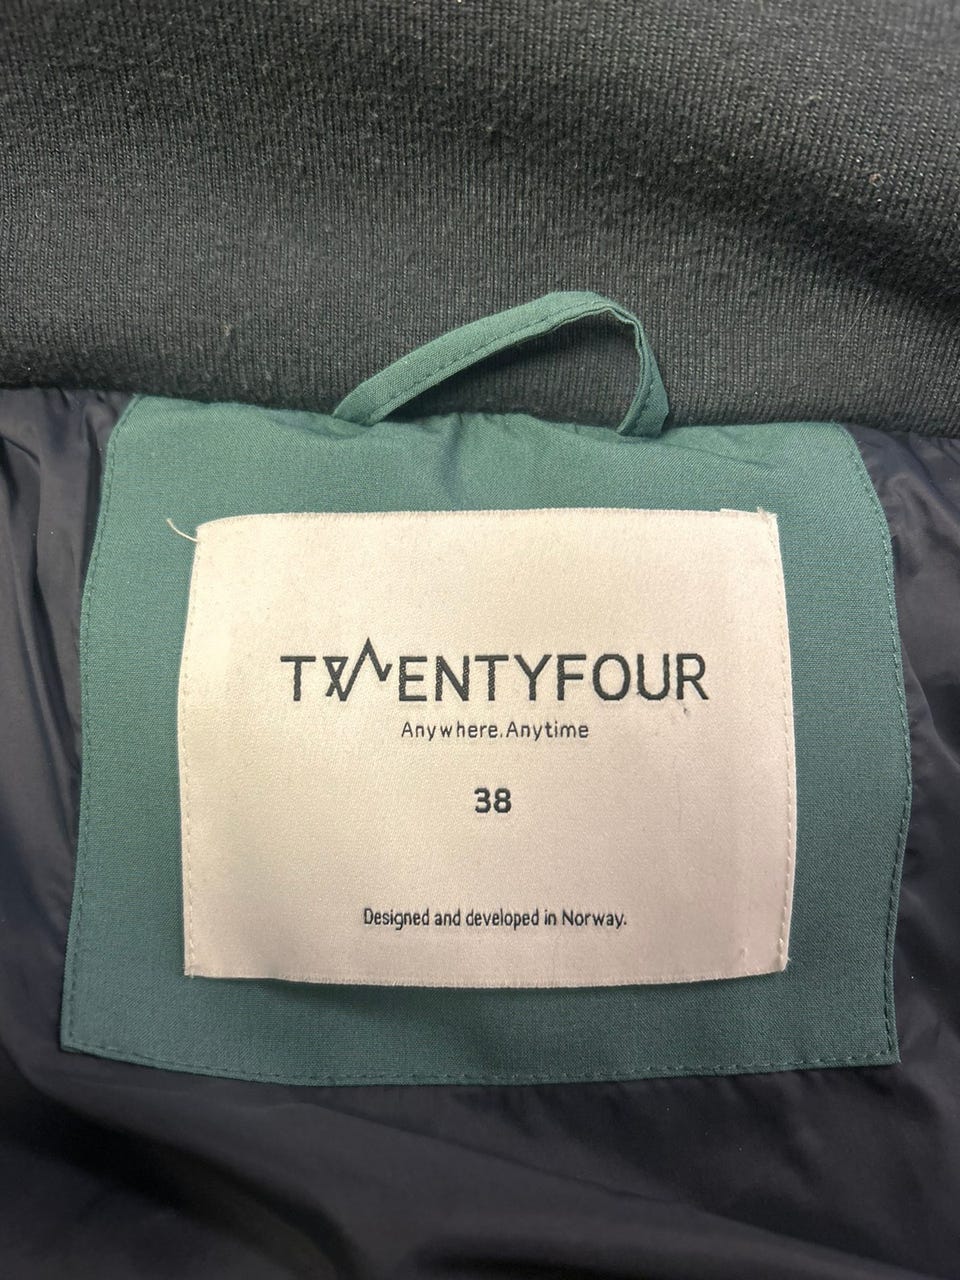 TWENTYFOUR
Anywhere.Anytime
38
Designed and developed in Norway.